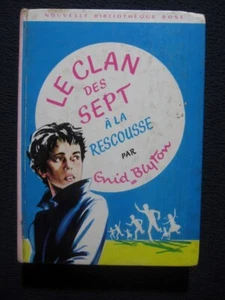 NOUVELLE BIBLIOTHÈQUE ROSE
LE CLAN
DES
SEPT
À LA
RESCOUSSE
PAR
Enid Blyton